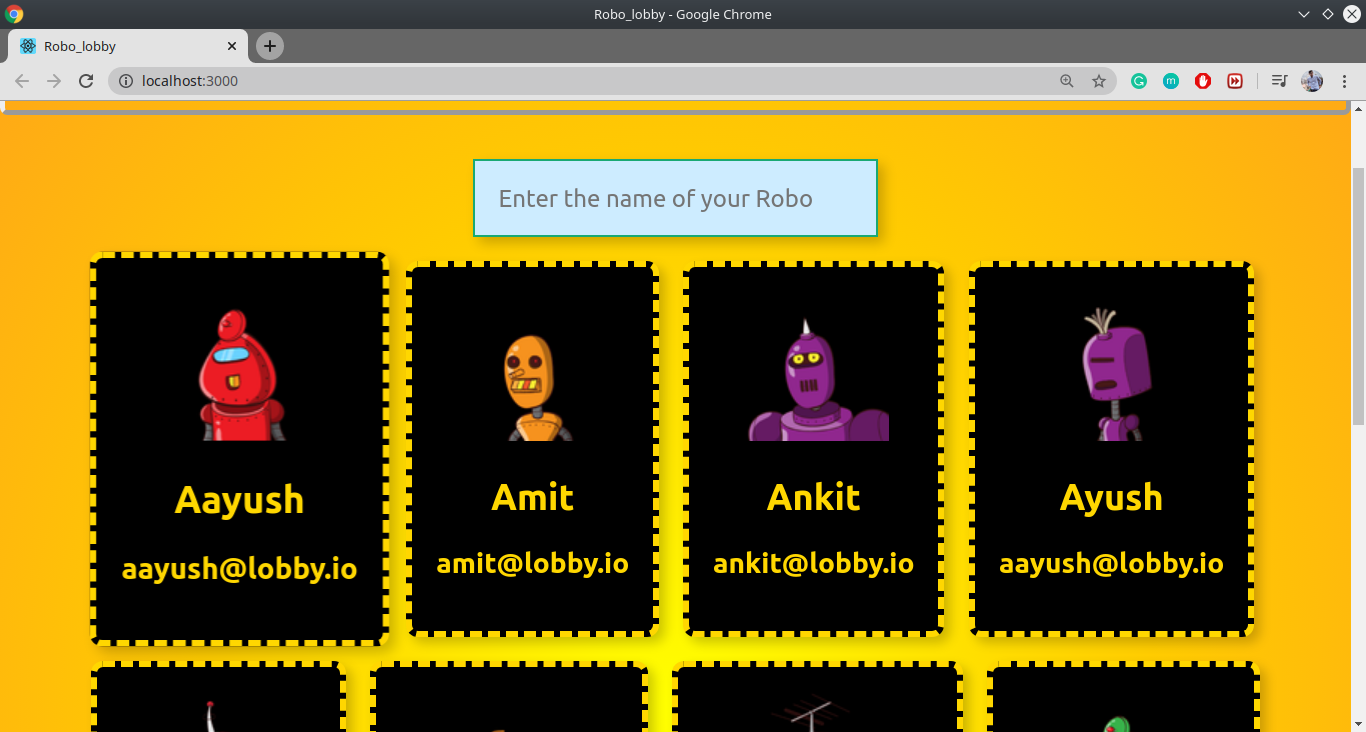 Robo_lobby - Google Chrome
Robo_lobby
localhost:3000
Enter the name of your Robo
Aayush
Amit
Ankit
Ayush
aayush@lobby.io
amit@lobby.io
ankit@lobby.io
aayush@lobby.io